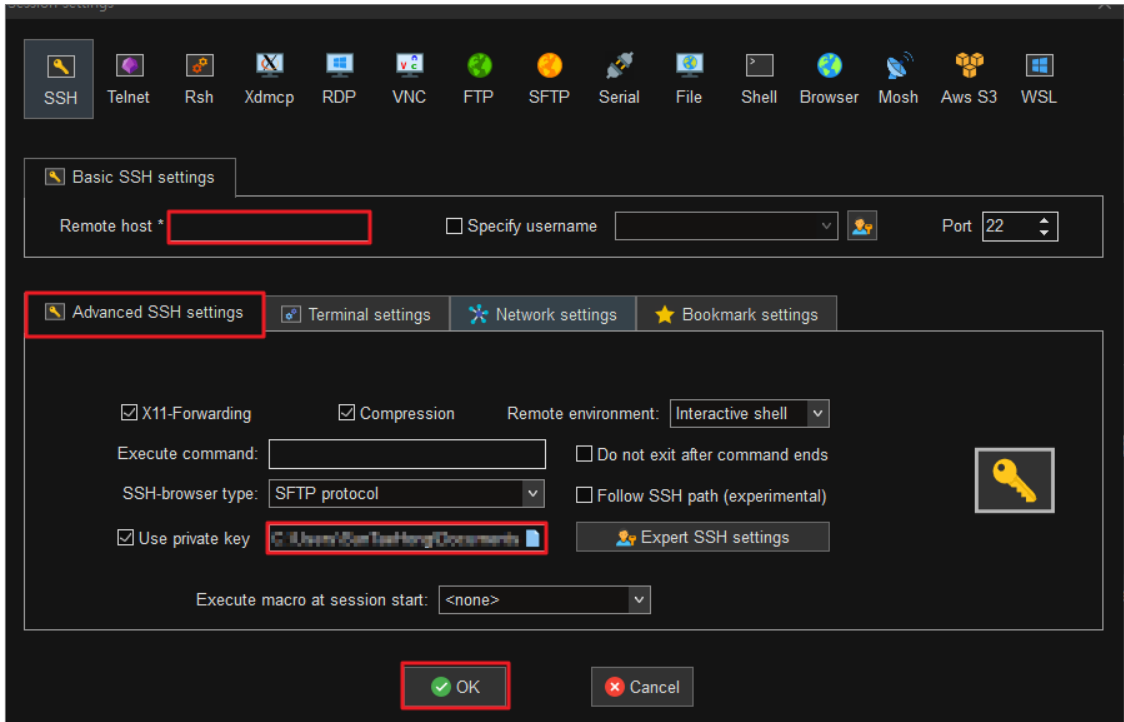 Session settings
SSH Telnet Rsh Xdmcp RDP VNC FTP SFTP Serial File Shell Browser Mosh Aws S3 WSL
Basic SSH settings
Remote host * Specify username Port 22
Advanced SSH settings Terminal settings Network settings Bookmark settings
X11-Forwarding Compression Remote environment: Interactive shell
Execute command: Do not exit after command ends
SSH-browser type: SFTP protocol Follow SSH path (experimental)
Use private key Expert SSH settings
Execute macro at session start: <none>
OK Cancel